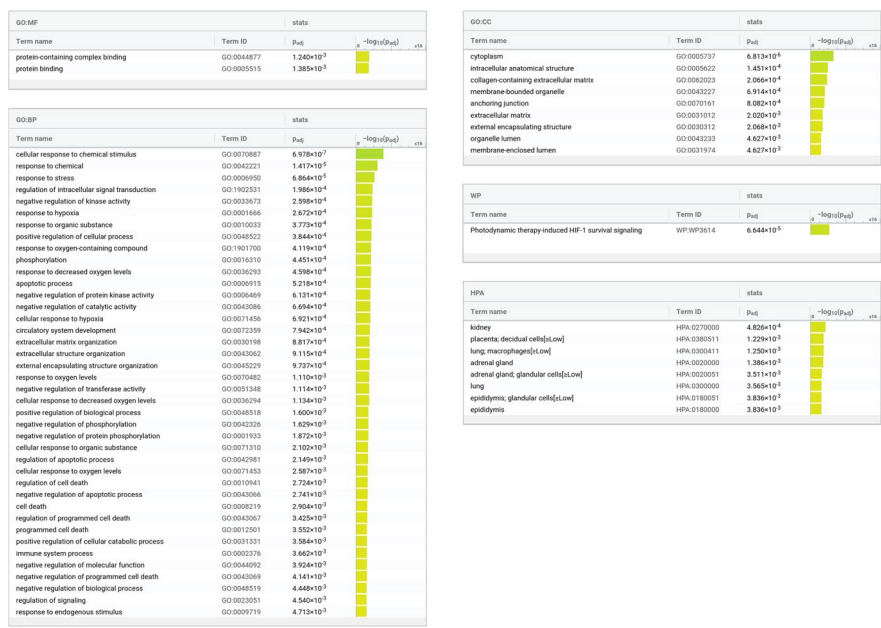 GO:MF stats
Term name Term ID padj −log10(padj)
0 ≤16
protein-containing complex binding GO:0044877 1.240×10-3
protein binding GO:0005515 1.385×10-3
GO:BP stats
Term name Term ID padj −log10(padj)
0 ≤16
cellular response to chemical stimulus GO:0070887 6.978×10-7
response to chemical GO:0042221 1.417×10-5
response to stress GO:0006950 6.864×10-5
regulation of intracellular signal transduction GO:1902531 1.986×10-4
negative regulation of kinase activity GO:0033673 2.598×10-4
response to hypoxia GO:0001666 2.672×10-4
response to organic substance GO:0010033 3.773×10-4
positive regulation of cellular process GO:0048522 3.844×10-4
response to oxygen-containing compound GO:1901700 4.119×10-4
phosphorylation GO:0016310 4.451×10-4
response to decreased oxygen levels GO:0036293 4.598×10-4
apoptotic process GO:0006915 5.218×10-4
negative regulation of protein kinase activity GO:0006469 6.131×10-4
negative regulation of catalytic activity GO:0043086 6.694×10-4
cellular response to hypoxia GO:0071456 6.921×10-4
circulatory system development GO:0072359 7.942×10-4
extracellular matrix organization GO:0030198 8.817×10-4
extracellular structure organization GO:0043062 9.115×10-4
external encapsulating structure organization GO:0045229 9.737×10-4
response to oxygen levels GO:0070482 1.110×10-3
negative regulation of transferase activity GO:0051348 1.114×10-3
cellular response to decreased oxygen levels GO:0036294 1.134×10-3
positive regulation of biological process GO:0048518 1.600×10-3
negative regulation of phosphorylation GO:0042326 1.629×10-3
negative regulation of protein phosphorylation GO:0001933 1.872×10-3
cellular response to organic substance GO:0071310 2.102×10-3
regulation of apoptotic process GO:0042981 2.149×10-3
cellular response to oxygen levels GO:0071453 2.587×10-3
regulation of cell death GO:0010941 2.724×10-3
negative regulation of apoptotic process GO:0043066 2.741×10-3
cell death GO:0008219 2.904×10-3
regulation of programmed cell death GO:0043067 3.425×10-3
programmed cell death GO:0012501 3.552×10-3
positive regulation of cellular catabolic process GO:0031331 3.584×10-3
immune system process GO:0002376 3.662×10-3
negative regulation of molecular function GO:0044092 3.924×10-3
negative regulation of programmed cell death GO:0043069 4.141×10-3
negative regulation of biological process GO:0048519 4.448×10-3
regulation of signaling GO:0023051 4.540×10-3
response to endogenous stimulus GO:0009719 4.713×10-3
GO:CC stats
Term name Term ID padj −log10(padj)
0 ≤16
cytoplasm GO:0005737 6.813×10-6
intracellular anatomical structure GO:0005622 1.451×10-4
collagen-containing extracellular matrix GO:0062023 2.066×10-4
membrane-bounded organelle GO:0043227 6.914×10-4
anchoring junction GO:0070161 8.082×10-4
extracellular matrix GO:0031012 2.020×10-3
external encapsulating structure GO:0030312 2.068×10-3
organelle lumen GO:0043233 4.627×10-3
membrane-enclosed lumen GO:0031974 4.627×10-3
WP stats
Term name Term ID padj −log10(padj)
0 ≤16
Photodynamic therapy-induced HIF-1 survival signaling WP:WP3614 6.644×10-5
HPA stats
Term name Term ID padj −log10(padj)
0 ≤16
kidney HPA:0270000 4.826×10-4
placenta; decidual cells[≥Low] HPA:0380511 1.229×10-3
lung; macrophages[≥Low] HPA:0300411 1.250×10-3
adrenal gland HPA:0020000 1.386×10-3
adrenal gland; glandular cells[≥Low] HPA:0020051 3.511×10-3
lung HPA:0300000 3.565×10-3
epididymis; glandular cells[≥Low] HPA:0180051 3.836×10-3
epididymis HPA:0180000 3.836×10-3